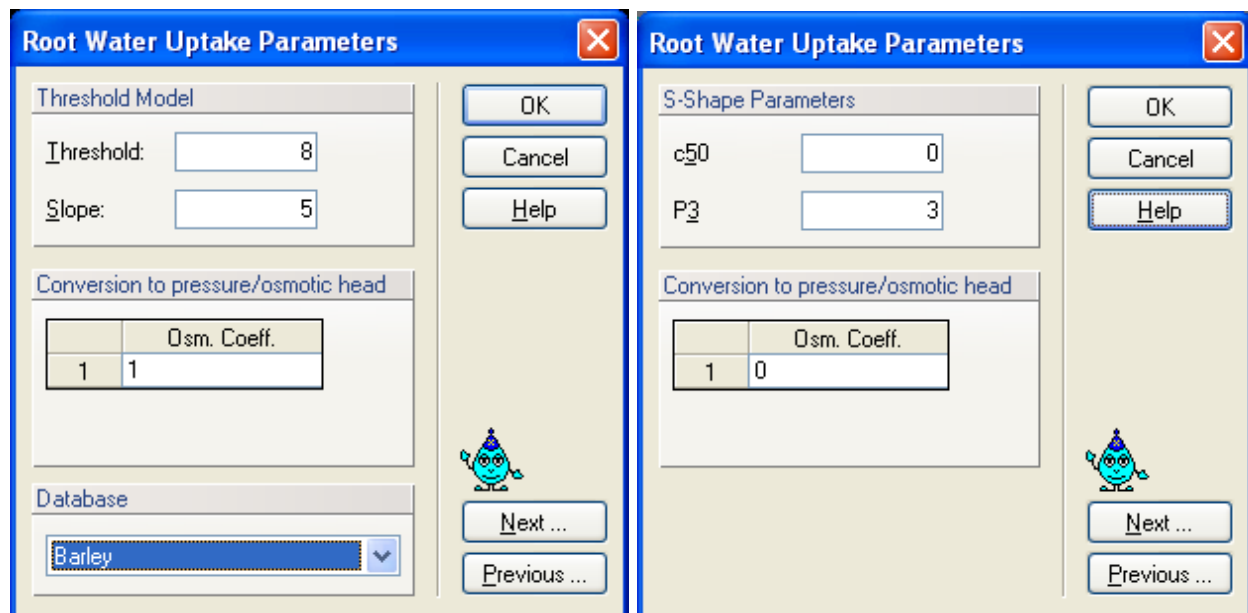 Root Water Uptake Parameters
Threshold Model
Threshold: 8
Slope: 5
Conversion to pressure/osmotic head
Osm. Coeff.
1 1
Database
Barley
OK
Cancel
Help
Next ...
Previous ...
Root Water Uptake Parameters
S-Shape Parameters
c50 0
P3 3
Conversion to pressure/osmotic head
Osm. Coeff.
1 0
OK
Cancel
Help
Next ...
Previous ...